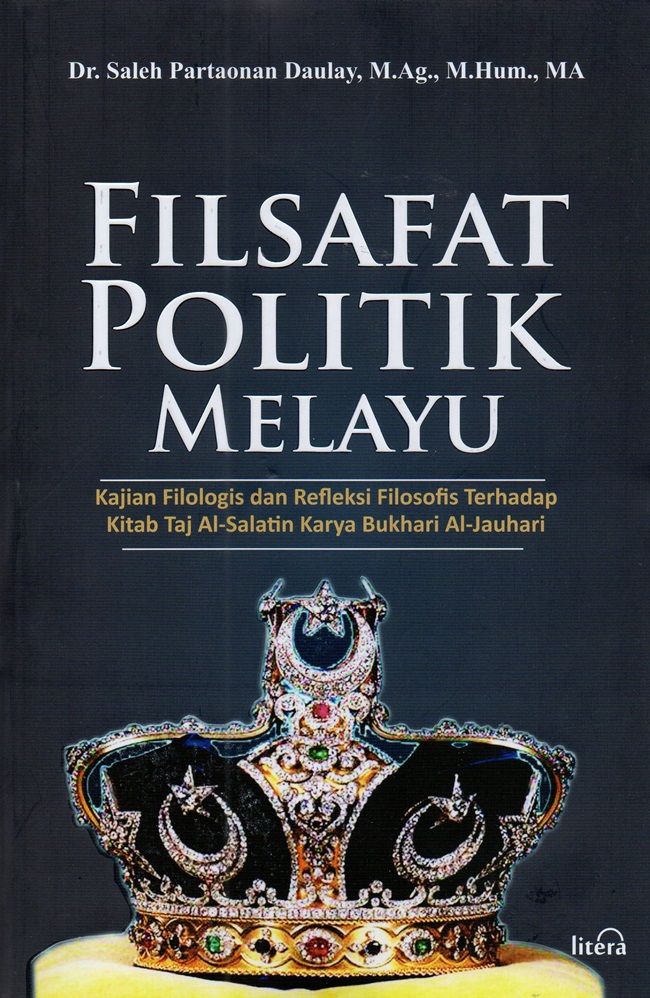 Dr. Saleh Partaonan Daulay, M.Ag., M.Hum., MA
FILSAFAT
POLITIK
MELAYU
Kajian Filologis dan Refleksi Filosofis Terhadap
Kitab Taj Al-Salatin Karya Bukhari Al-Jauhari
litera